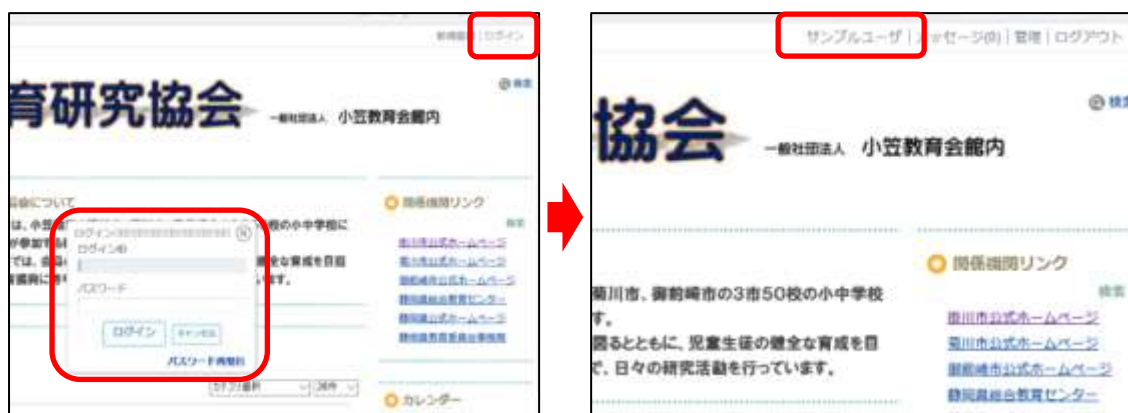 新規登録 | ログイン
育研究協会 一般社団法人 小笠教育会館内
検索
ログイン
ログインID
パスワード
ログイン
キャンセル
パスワード再発行
関係機関リンク
掛川市公式ホームページ
菊川市公式ホームページ
御前崎市公式ホームページ
静岡県総合教育センター
静岡県公式ホームページ
カテゴリ選択
カレンダー
サンプルユーザ | メッセージ(0) | 管理 | ログアウト
協会 一般社団法人 小笠教育会館内
菊川市、御前崎市の3市50校の小中学校
す。
図るとともに、児童生徒の健全な育成を目
で、日々の研究活動を行っています。
関係機関リンク
掛川市公式ホームページ
菊川市公式ホームページ
御前崎市公式ホームページ
静岡県総合教育センター